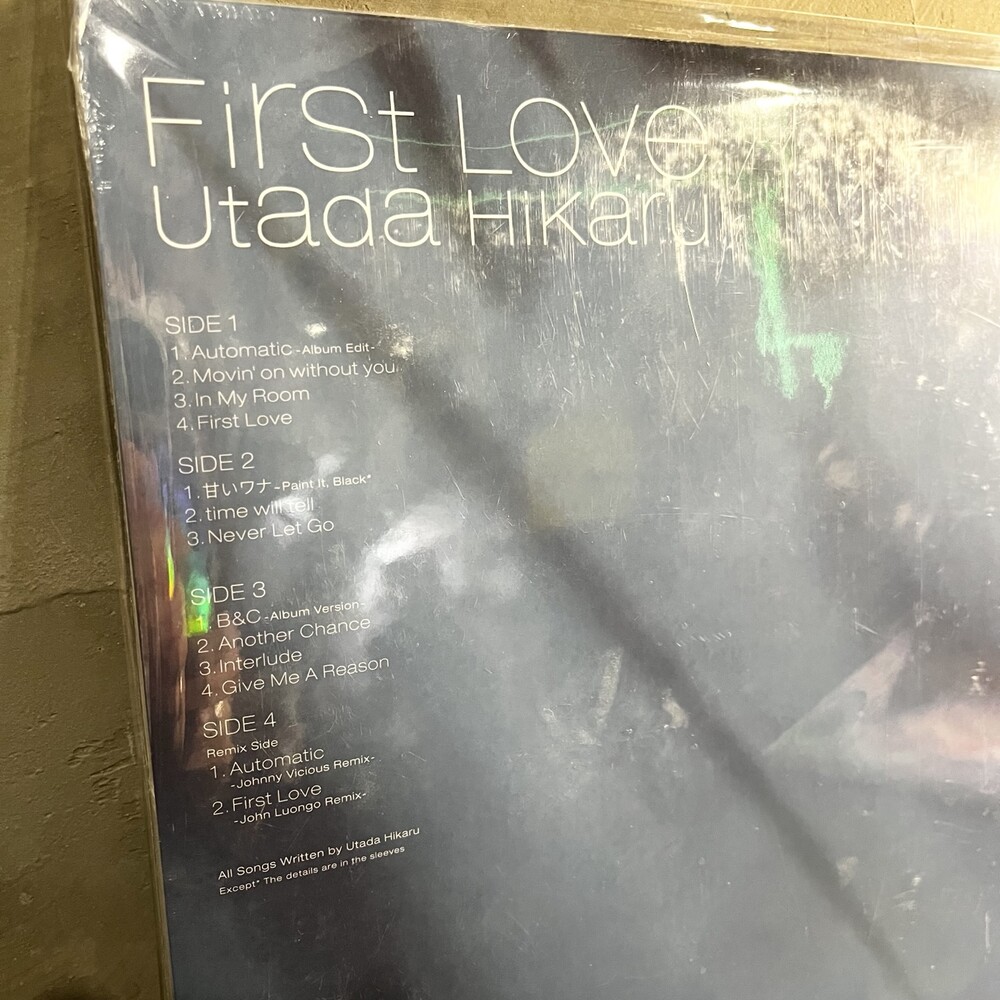 First Love
Utada Hikaru
SIDE 1
1. Automatic -Album Edit-
2. Movin' on without you
3. In My Room
4. First Love
SIDE 2
1. 甘いワナ -Paint It, Black*
2. time will tell
3. Never Let Go
SIDE 3
1. B&C -Album Version-
2. Another Chance
3. Interlude
4. Give Me A Reason
SIDE 4
Remix Side
1. Automatic
-Johnny Vicious Remix-
2. First Love
-John Luongo Remix-
All Songs Written by Utada Hikaru
Except* The details are in the sleeves